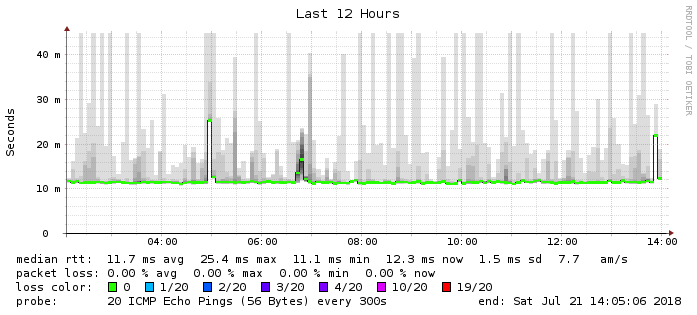 Last 12 Hours
RRDTOOL / TOBI OETIKER
Seconds
40 m
30 m
20 m
10 m
0
04:00 06:00 08:00 10:00 12:00 14:00
median rtt: 11.7 ms avg 25.4 ms max 11.1 ms min 12.3 ms now 1.5 ms sd 7.7 am/s
packet loss: 0.00 % avg 0.00 % max 0.00 % min 0.00 % now
loss color: 0 1/20 2/20 3/20 4/20 10/20 19/20
probe: 20 ICMP Echo Pings (56 Bytes) every 300s end: Sat Jul 21 14:05:06 2018